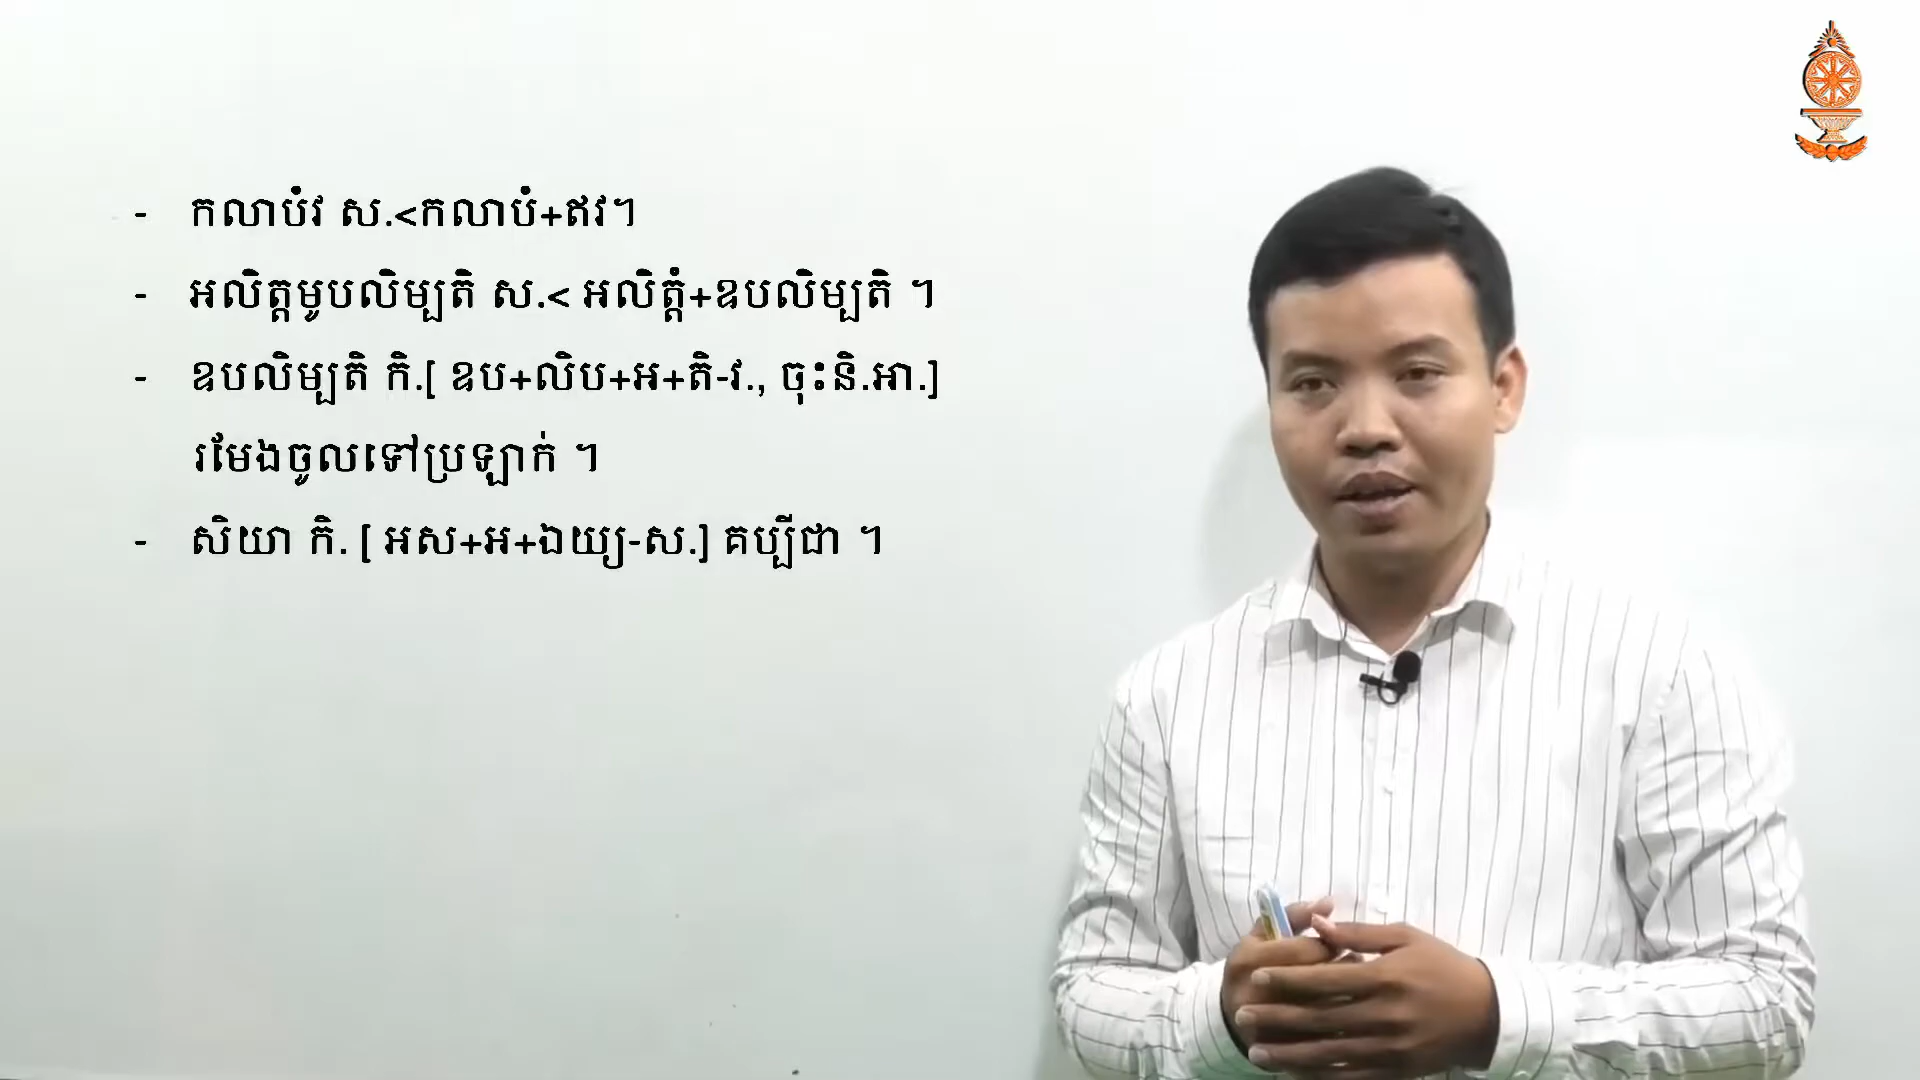 - កលាបំវ ស.<កលាបំ+ឥវ។
- អលិត្តមូបលិម្បតិ ស.< អលិត្តំ+ឧបលិម្បតិ ។
- ឧបលិម្បតិ កិ.[ ឧប+លិប+អ+តិ-វ., ចុះនិ.អា.]
រមែងចូលទៅប្រឡាក់ ។
- សិយា កិ. [ អស+អ+ឯយ្យ-ស.] គប្បីជា ។